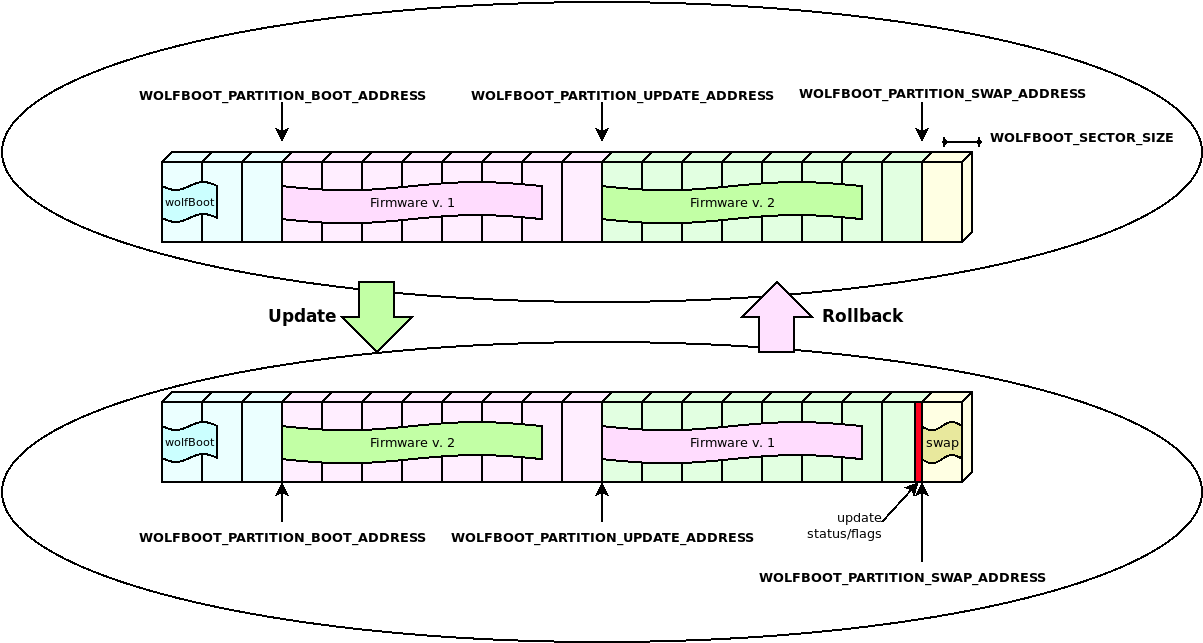 WOLFBOOT_PARTITION_BOOT_ADDRESS
WOLFBOOT_PARTITION_UPDATE_ADDRESS
WOLFBOOT_PARTITION_SWAP_ADDRESS
WOLFBOOT_SECTOR_SIZE
wolfBoot
Firmware v. 1
Firmware v. 2
Update
Rollback
wolfBoot
Firmware v. 2
Firmware v. 1
swap
update
status/flags
WOLFBOOT_PARTITION_BOOT_ADDRESS
WOLFBOOT_PARTITION_UPDATE_ADDRESS
WOLFBOOT_PARTITION_SWAP_ADDRESS